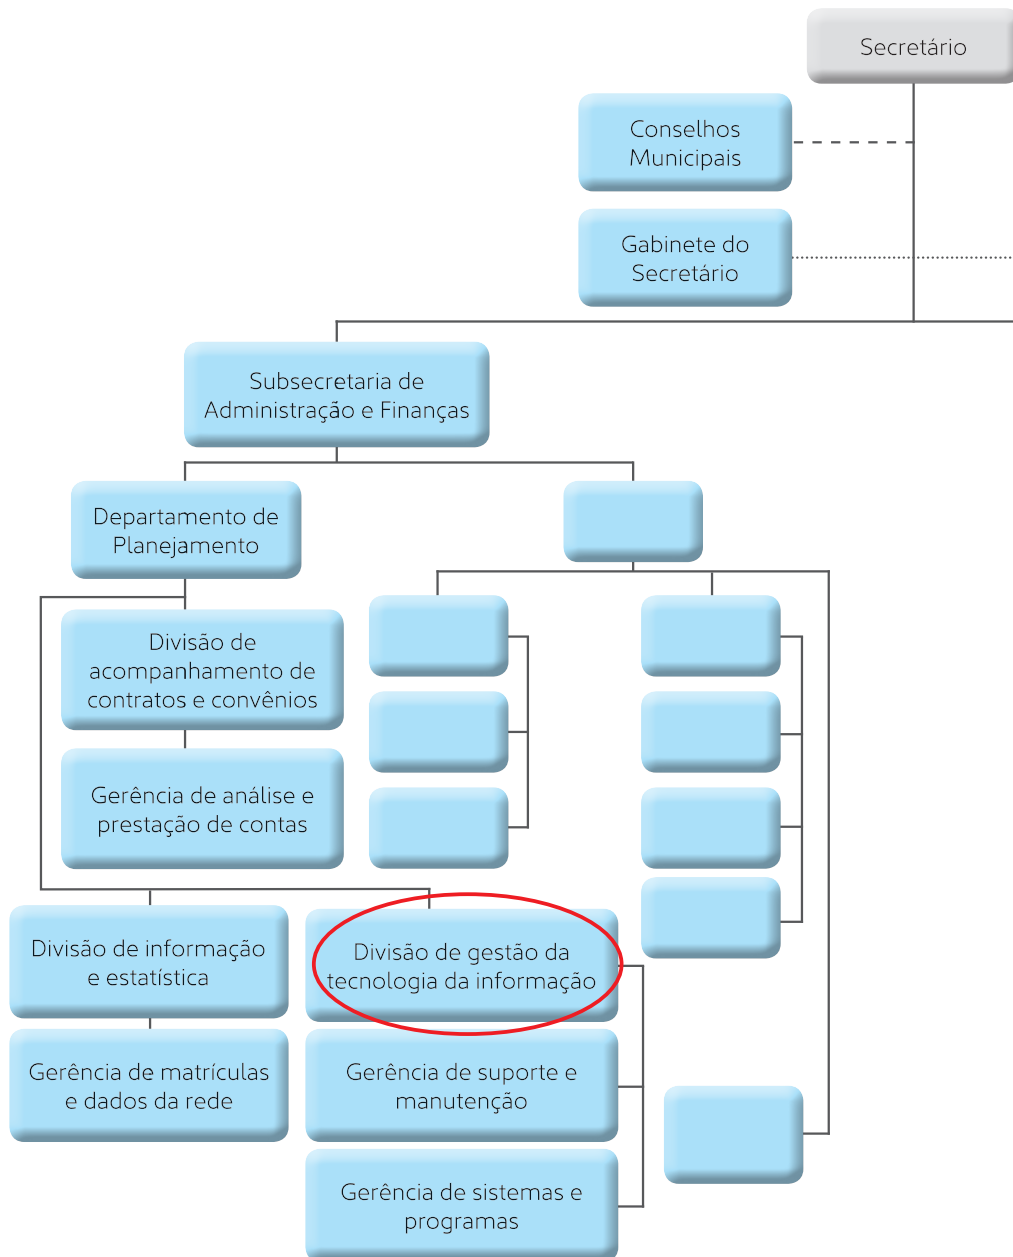 Secretário
Conselhos
Municipais
Gabinete do
Secretário
Subsecretaria de
Administração e Finanças
Departamento de
Planejamento
Divisão de
acompanhamento de
contratos e convênios
Gerência de análise e
prestação de contas
Divisão de informação
e estatística
Divisão de gestão da
tecnologia da informação
Gerência de matrículas
e dados da rede
Gerência de suporte e
manutenção
Gerência de sistemas e
programas